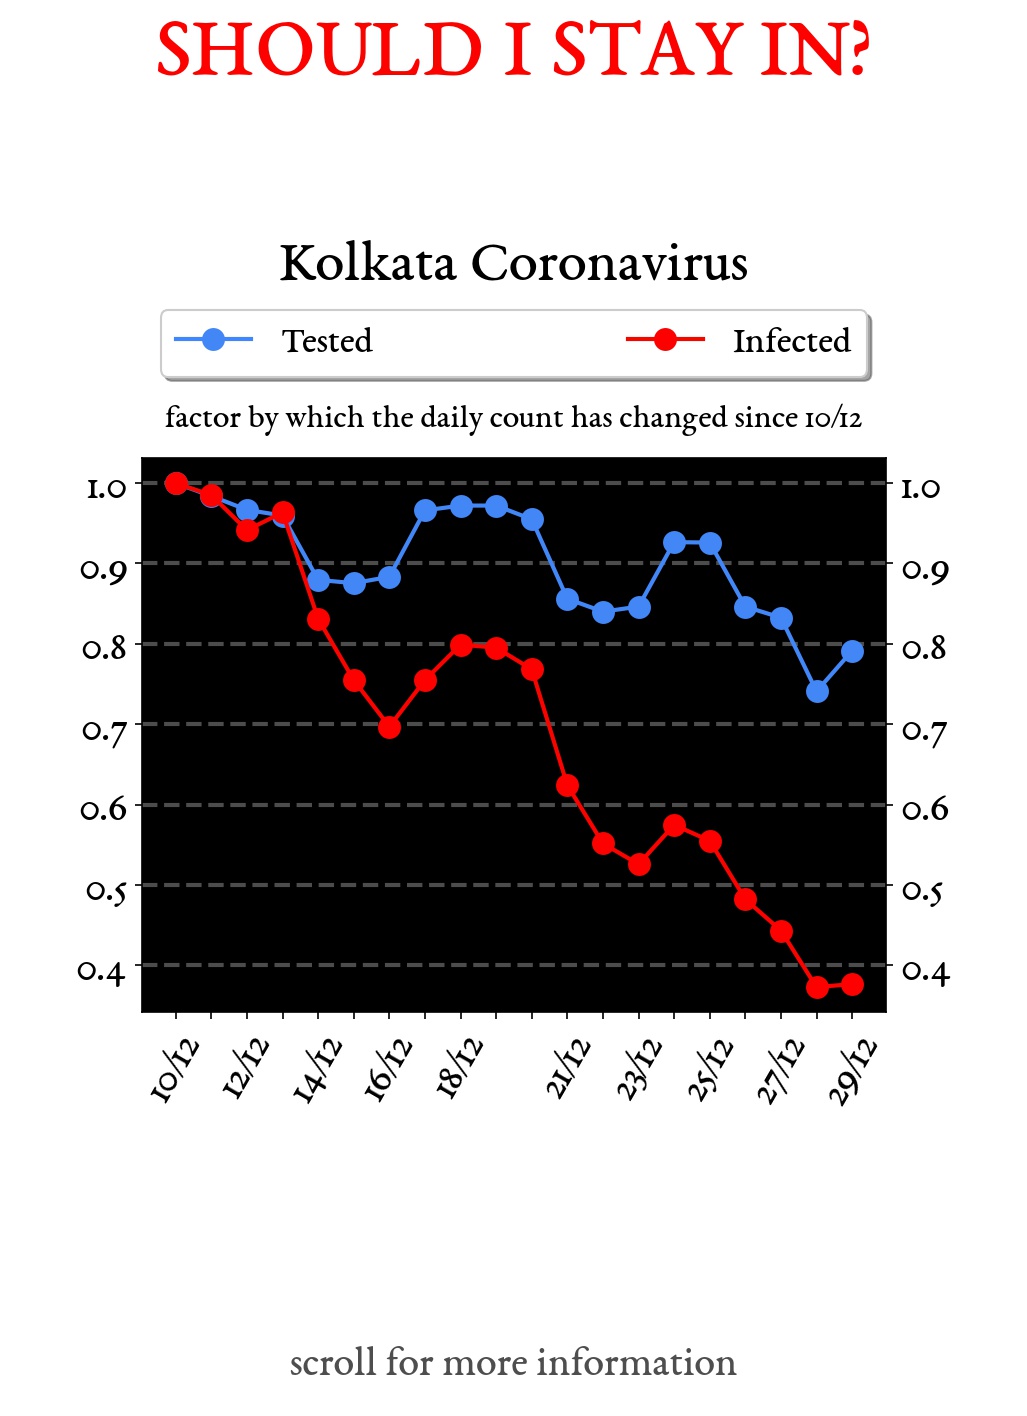 SHOULD I STAY IN?
Kolkata Coronavirus
Tested Infected
factor by which the daily count has changed since 10/12
1.0 1.0
0.9 0.9
0.8 0.8
0.7 0.7
0.6 0.6
0.5 0.5
0.4 0.4
10/12 12/12 14/12 16/12 18/12 21/12 23/12 25/12 27/12 29/12
scroll for more information